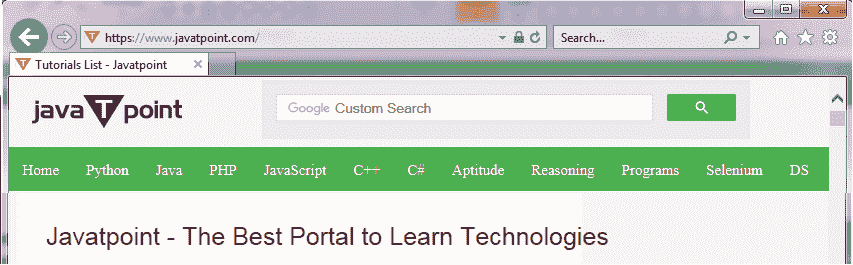 https://www.javatpoint.com/
Search...
Tutorials List - Javatpoint
java T point
Google Custom Search
Home Python Java PHP JavaScript C++ C# Aptitude Reasoning Programs Selenium DS
Javatpoint - The Best Portal to Learn Technologies